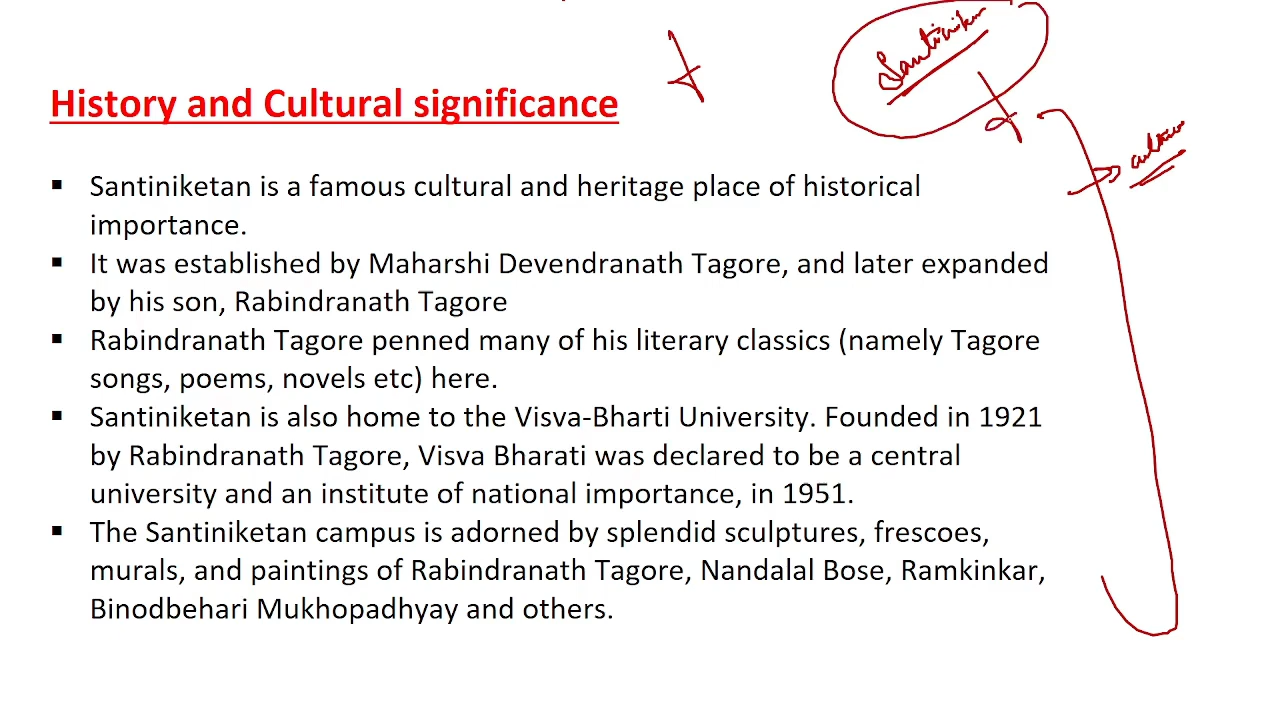 Santiniken
History and Cultural significance
cultur
▪ Santiniketan is a famous cultural and heritage place of historical
importance.
▪ It was established by Maharshi Devendranath Tagore, and later expanded
by his son, Rabindranath Tagore
▪ Rabindranath Tagore penned many of his literary classics (namely Tagore
songs, poems, novels etc) here.
▪ Santiniketan is also home to the Visva-Bharti University. Founded in 1921
by Rabindranath Tagore, Visva Bharati was declared to be a central
university and an institute of national importance, in 1951.
▪ The Santiniketan campus is adorned by splendid sculptures, frescoes,
murals, and paintings of Rabindranath Tagore, Nandalal Bose, Ramkinkar,
Binodbehari Mukhopadhyay and others.